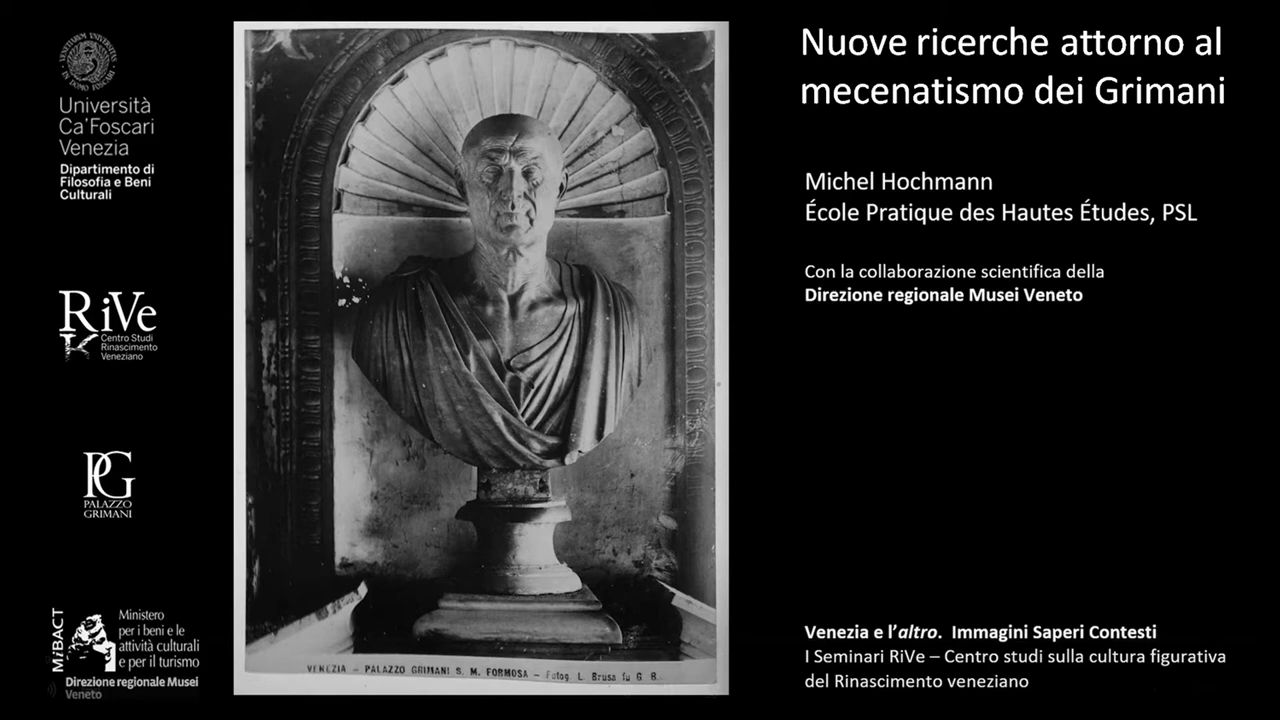 Università
Ca'Foscari
Venezia
Dipartimento di
Filosofia e Beni
Culturali
RiVe
Centro Studi
Rinascimento
Veneziano
PG
PALAZZO
GRIMANI
MiBACT
Ministero
per i beni e le
attività culturali
e per il turismo
Direzione regionale Musei
Veneto
VENEZIA – PALAZZO GRIMANI S. M. FORMOSA – Fotog. L. Brusa fu G B.
Nuove ricerche attorno al
mecenatismo dei Grimani
Michel Hochmann
École Pratique des Hautes Études, PSL
Con la collaborazione scientifica della
Direzione regionale Musei Veneto
Venezia e l'altro. Immagini Saperi Contesti
I Seminari RiVe – Centro studi sulla cultura figurativa
del Rinascimento veneziano